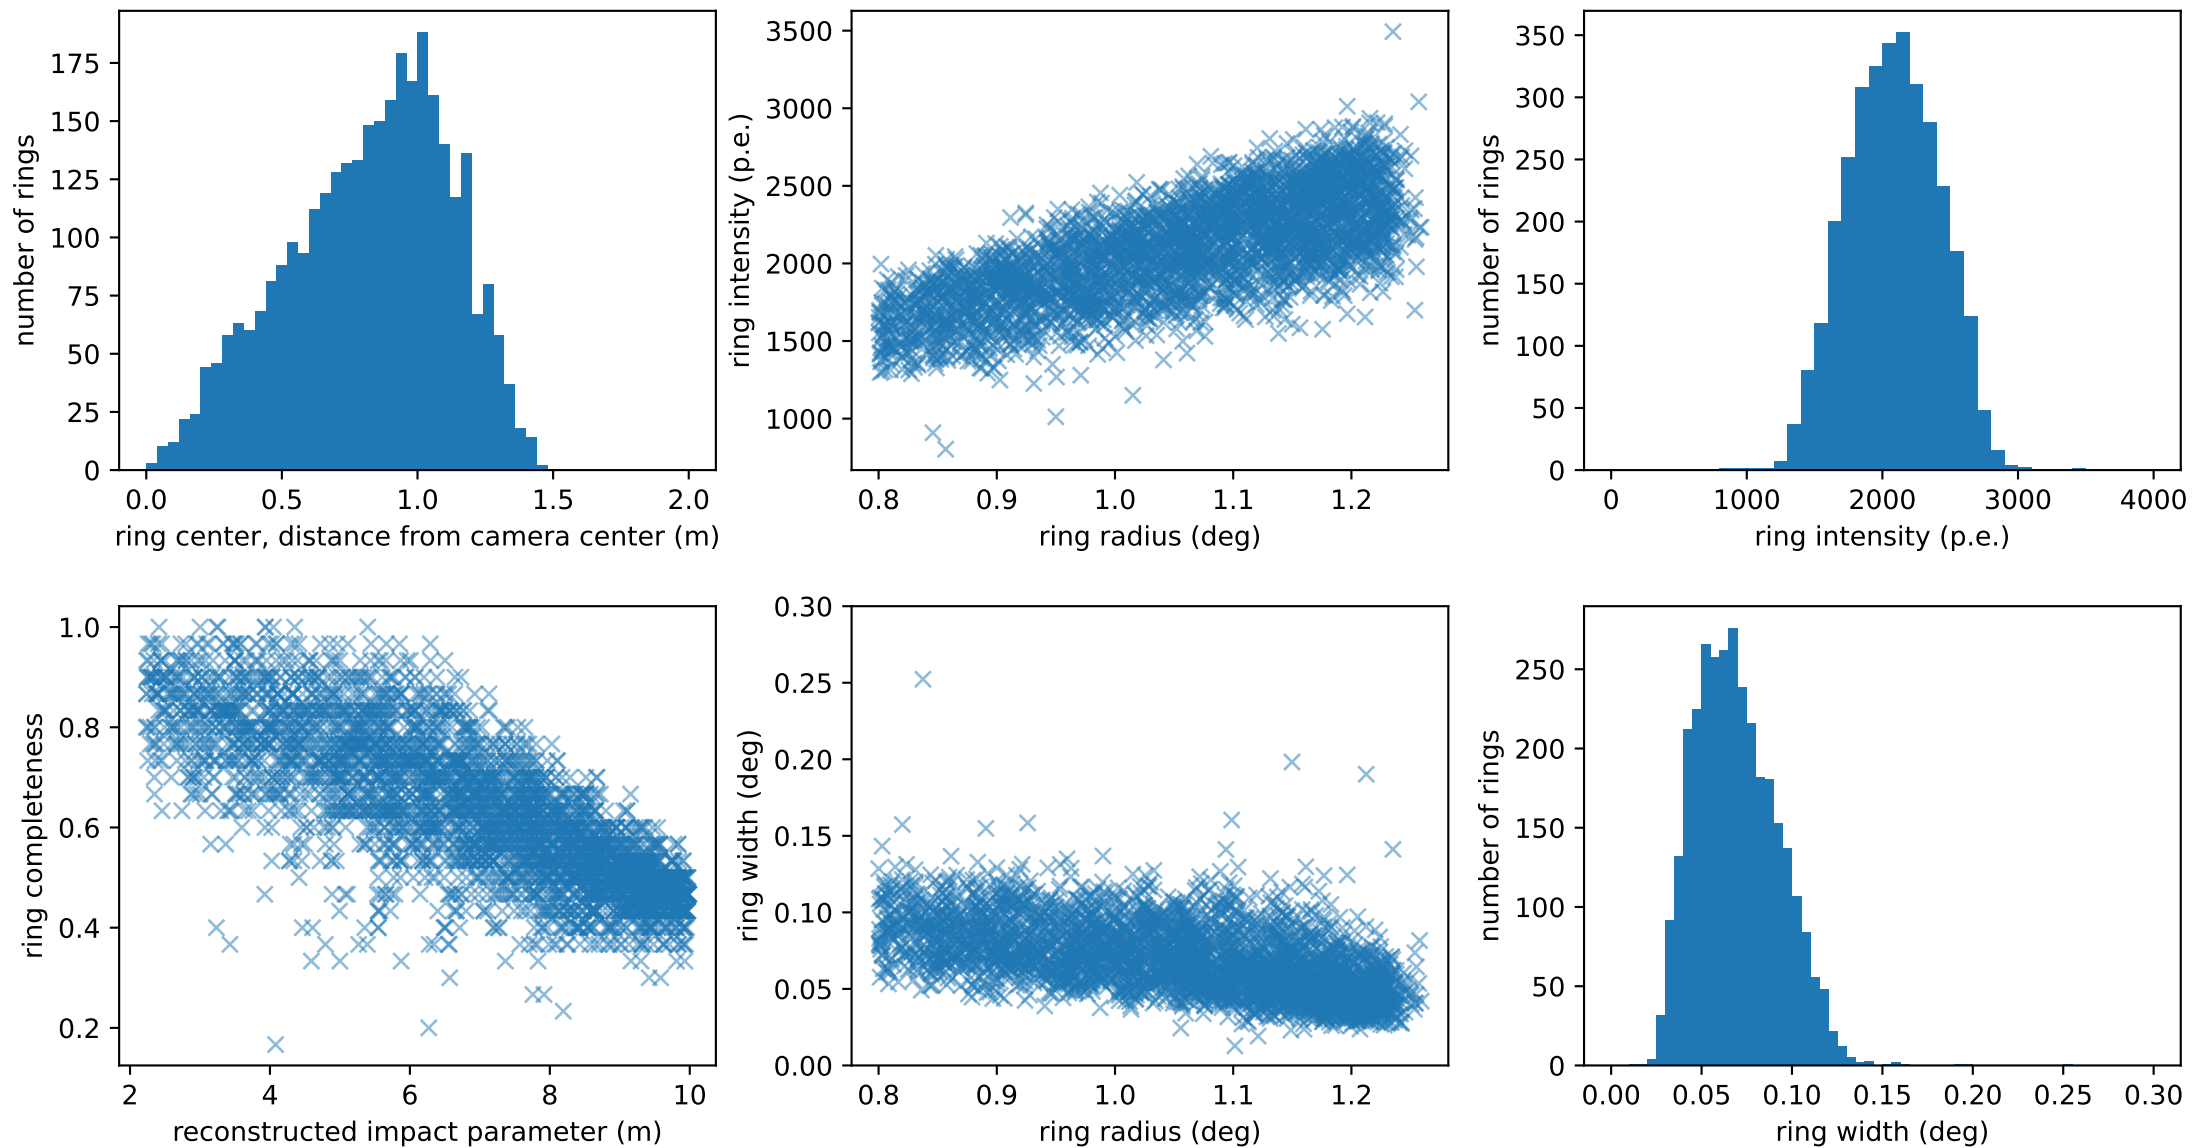 175
150
125
100
75
50
25
0
number of rings
0.0 0.5 1.0 1.5 2.0
ring center, distance from camera center (m)
3500
3000
2500
2000
1500
1000
ring intensity (p.e.)
0.8 0.9 1.0 1.1 1.2
ring radius (deg)
350
300
250
200
150
100
50
0
number of rings
0 1000 2000 3000 4000
ring intensity (p.e.)
1.0
0.8
0.6
0.4
0.2
ring completeness
2 4 6 8 10
reconstructed impact parameter (m)
0.30
0.25
0.20
0.15
0.10
0.05
0.00
ring width (deg)
0.8 0.9 1.0 1.1 1.2
ring radius (deg)
250
200
150
100
50
0
number of rings
0.00 0.05 0.10 0.15 0.20 0.25 0.30
ring width (deg)